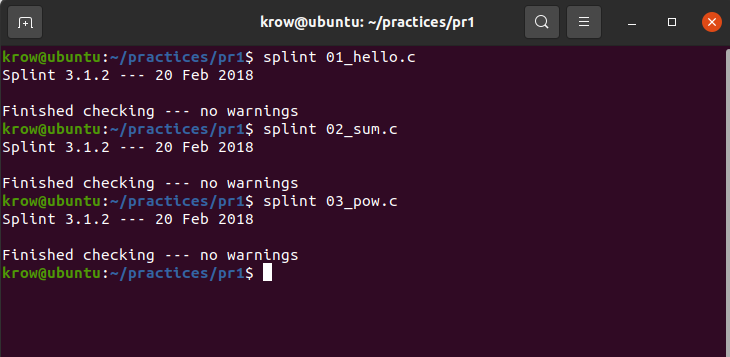 krow@ubuntu: ~/practices/pr1
krow@ubuntu:~/practices/pr1$ splint 01_hello.c
Splint 3.1.2 --- 20 Feb 2018

Finished checking --- no warnings
krow@ubuntu:~/practices/pr1$ splint 02_sum.c
Splint 3.1.2 --- 20 Feb 2018

Finished checking --- no warnings
krow@ubuntu:~/practices/pr1$ splint 03_pow.c
Splint 3.1.2 --- 20 Feb 2018

Finished checking --- no warnings
krow@ubuntu:~/practices/pr1$